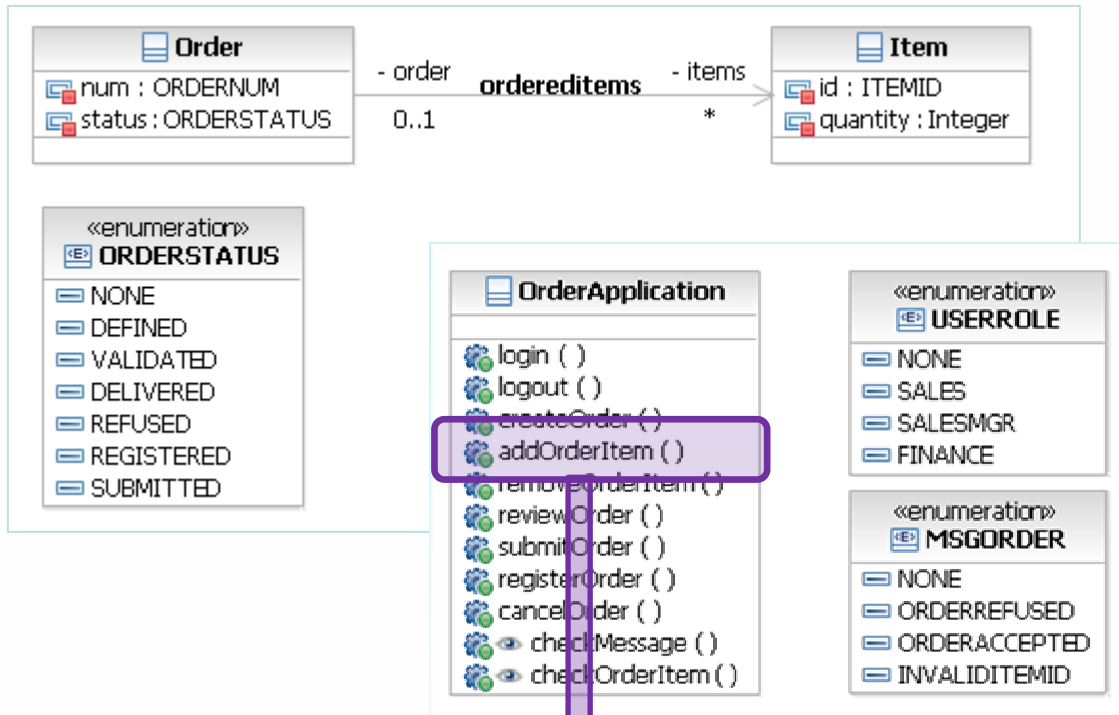 Order
num : ORDERNUM
status : ORDERSTATUS
- order
0..1
ordereditems
- items
*
Item
id : ITEMID
quantity : Integer
«enumeration»
<E> ORDERSTATUS
NONE
DEFINED
VALIDATED
DELIVERED
REFUSED
REGISTERED
SUBMITTED
OrderApplication
login ( )
logout ( )
createOrder ( )
addOrderItem ( )
removeOrderItem ( )
reviewOrder ( )
submitOrder ( )
registerOrder ( )
cancelOrder ( )
checkMessage ( )
checkOrderItem ( )
«enumeration»
<E> USERROLE
NONE
SALES
SALESMGR
FINANCE
«enumeration»
<E> MSGORDER
NONE
ORDERREFUSED
ORDERACCEPTED
INVALIDITEMID